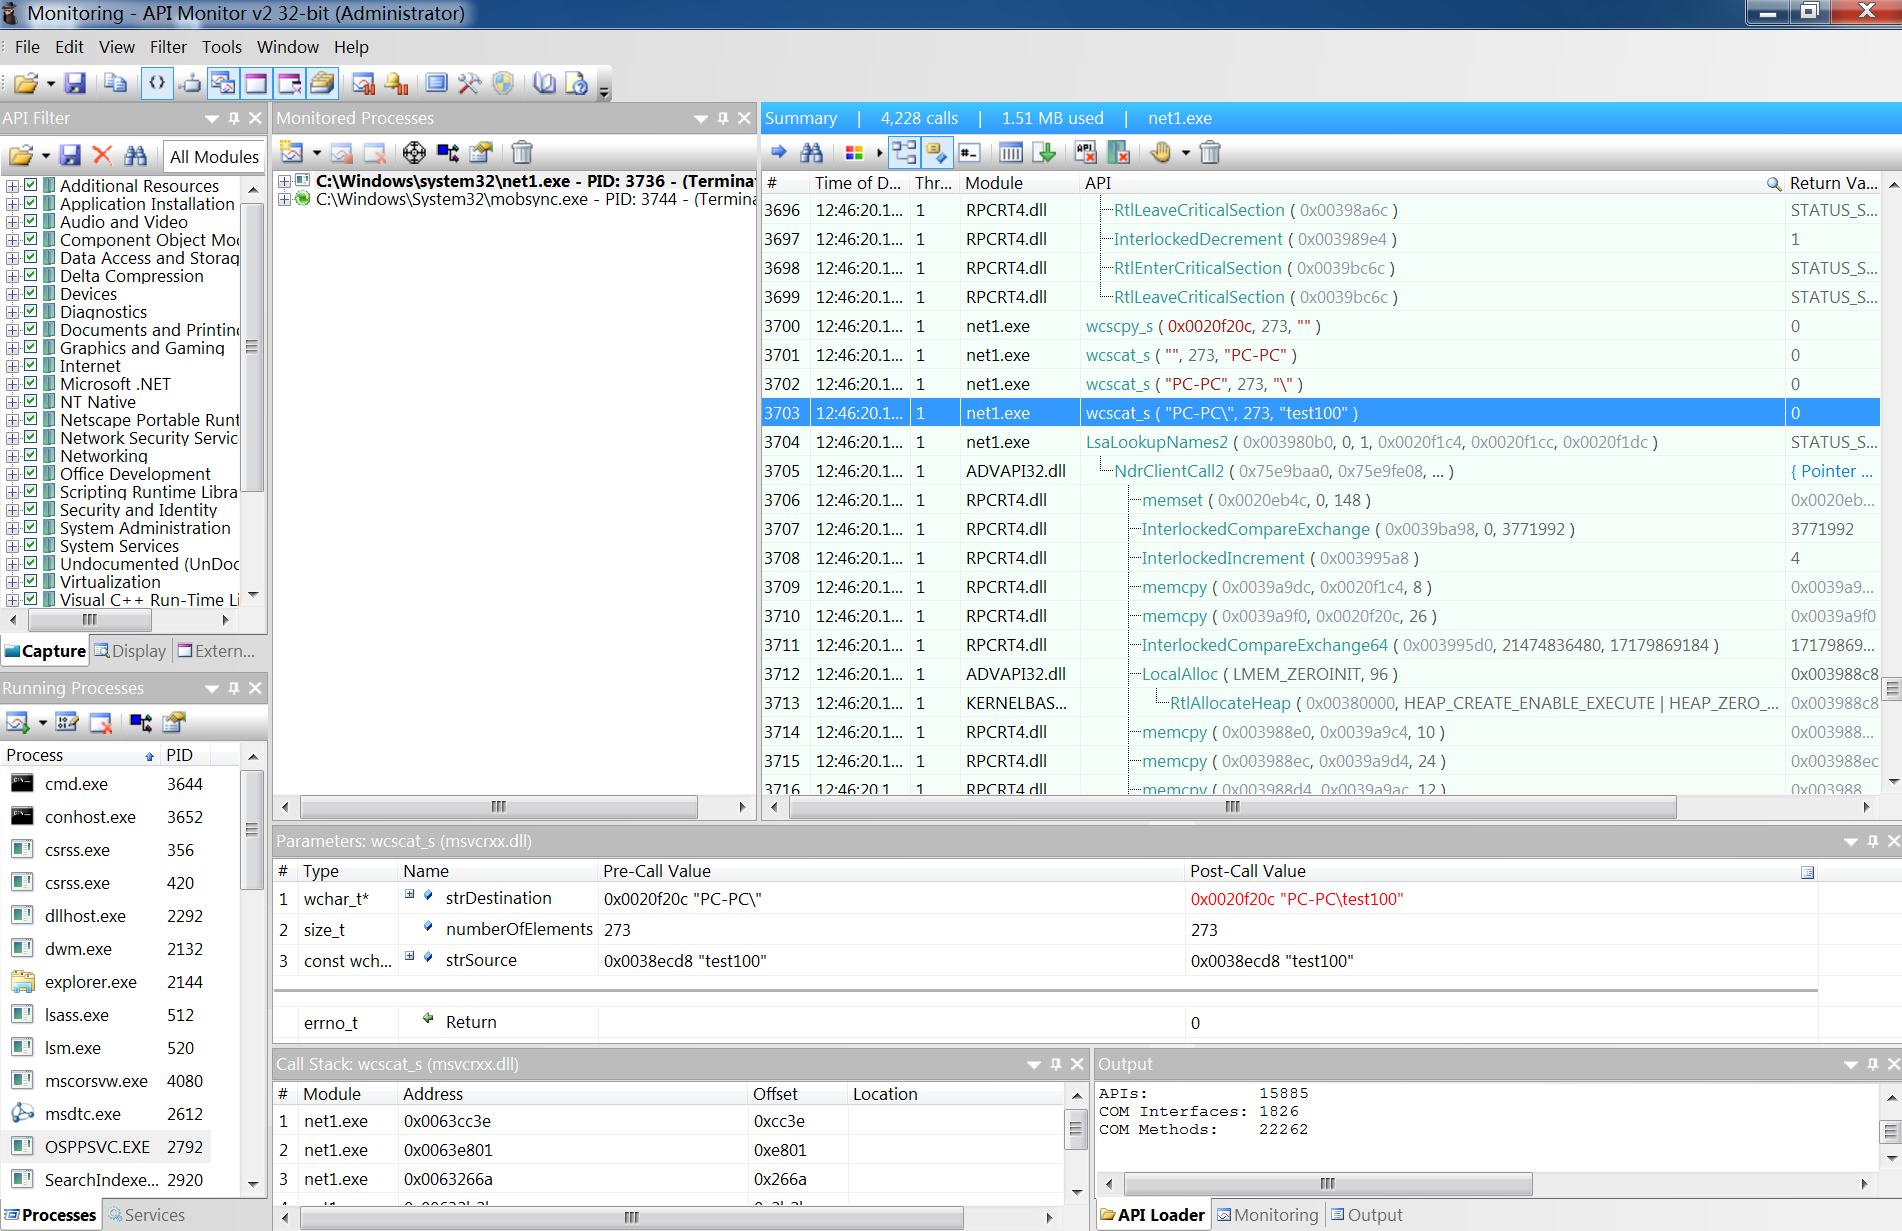 Monitoring - API Monitor v2 32-bit (Administrator)
File Edit View Filter Tools Window Help
API Filter
All Modules
Additional Resources
Application Installation
Audio and Video
Component Object Mo
Data Access and Storag
Delta Compression
Devices
Diagnostics
Documents and Printing
Graphics and Gaming
Internet
Microsoft .NET
NT Native
Netscape Portable Runt
Network Security Servic
Networking
Office Development
Scripting Runtime Libra
Security and Identity
System Administration
System Services
Undocumented (UnDoc
Virtualization
Visual C++ Run-Time Li
Capture Display Extern...
Running Processes
Process PID
cmd.exe 3644
conhost.exe 3652
csrss.exe 356
csrss.exe 420
dllhost.exe 2292
dwm.exe 2132
explorer.exe 2144
lsass.exe 512
lsm.exe 520
mscorsvw.exe 4080
msdtc.exe 2612
OSPPSVC.EXE 2792
SearchIndexe... 2920
Processes Services
Monitored Processes
C:\Windows\system32\net1.exe - PID: 3736 - (Termina
C:\Windows\System32\mobsync.exe - PID: 3744 - (Termina
Summary | 4,228 calls | 1.51 MB used | net1.exe
# Time of D... Thr... Module API Return Va...
3696 12:46:20.1... 1 RPCRT4.dll RtlLeaveCriticalSection ( 0x00398a6c ) STATUS_S...
3697 12:46:20.1... 1 RPCRT4.dll InterlockedDecrement ( 0x003989e4 ) 1
3698 12:46:20.1... 1 RPCRT4.dll RtlEnterCriticalSection ( 0x0039bc6c ) STATUS_S...
3699 12:46:20.1... 1 RPCRT4.dll RtlLeaveCriticalSection ( 0x0039bc6c ) STATUS_S...
3700 12:46:20.1... 1 net1.exe wcscpy_s ( 0x0020f20c, 273, "" ) 0
3701 12:46:20.1... 1 net1.exe wcscat_s ( "", 273, "PC-PC" ) 0
3702 12:46:20.1... 1 net1.exe wcscat_s ( "PC-PC", 273, "\" ) 0
3703 12:46:20.1... 1 net1.exe wcscat_s ( "PC-PC\", 273, "test100" ) 0
3704 12:46:20.1... 1 net1.exe LsaLookupNames2 ( 0x003980b0, 0, 1, 0x0020f1c4, 0x0020f1cc, 0x0020f1dc ) STATUS_S...
3705 12:46:20.1... 1 ADVAPI32.dll NdrClientCall2 ( 0x75e9baa0, 0x75e9fe08, ... ) { Pointer ...
3706 12:46:20.1... 1 RPCRT4.dll memset ( 0x0020eb4c, 0, 148 ) 0x0020eb...
3707 12:46:20.1... 1 RPCRT4.dll InterlockedCompareExchange ( 0x0039ba98, 0, 3771992 ) 3771992
3708 12:46:20.1... 1 RPCRT4.dll InterlockedIncrement ( 0x003995a8 ) 4
3709 12:46:20.1... 1 RPCRT4.dll memcpy ( 0x0039a9dc, 0x0020f1c4, 8 ) 0x0039a9...
3710 12:46:20.1... 1 RPCRT4.dll memcpy ( 0x0039a9f0, 0x0020f20c, 26 ) 0x0039a9f0
3711 12:46:20.1... 1 RPCRT4.dll InterlockedCompareExchange64 ( 0x003995d0, 21474836480, 17179869184 ) 17179869...
3712 12:46:20.1... 1 ADVAPI32.dll LocalAlloc ( LMEM_ZEROINIT, 96 ) 0x003988c8
3713 12:46:20.1... 1 KERNELBAS... RtlAllocateHeap ( 0x00380000, HEAP_CREATE_ENABLE_EXECUTE | HEAP_ZERO_... 0x003988c8
3714 12:46:20.1... 1 RPCRT4.dll memcpy ( 0x003988e0, 0x0039a9c4, 10 ) 0x003988...
3715 12:46:20.1... 1 RPCRT4.dll memcpy ( 0x003988ec, 0x0039a9d4, 24 ) 0x003988ec
3716 12:46:20.1 1 RPCRT4.dll memcpy ( 0x003988d4, 0x0039a9ac, 12 ) 0x003988
Parameters: wcscat_s (msvcrxx.dll)
# Type Name Pre-Call Value Post-Call Value
1 wchar_t* strDestination 0x0020f20c "PC-PC\" 0x0020f20c "PC-PC\test100"
2 size_t numberOfElements 273 273
3 const wch... strSource 0x0038ecd8 "test100" 0x0038ecd8 "test100"
errno_t Return 0
Call Stack: wcscat_s (msvcrxx.dll)
# Module Address Offset Location
1 net1.exe 0x0063cc3e 0xcc3e
2 net1.exe 0x0063e801 0xe801
3 net1.exe 0x0063266a 0x266a
Output
APIs: 15885
COM Interfaces: 1826
COM Methods: 22262
API Loader Monitoring Output